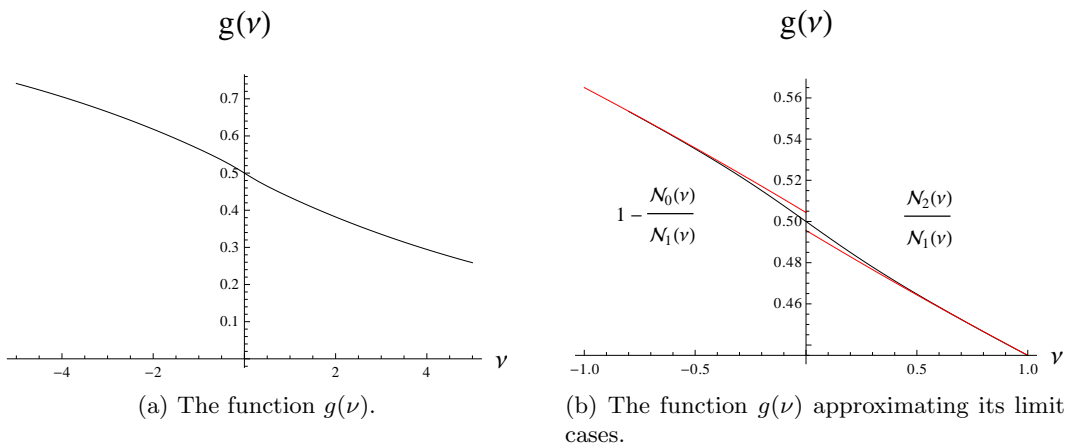 g(ν)
0.7
0.6
0.5
0.4
0.3
0.2
0.1
−4 −2 2 4 ν
(a) The function g(ν).
g(ν)
0.56
0.54
0.52
0.50
0.48
0.46
1 − N₀(ν)/N₁(ν)
N₂(ν)/N₁(ν)
−1.0 −0.5 0.5 1.0 ν
(b) The function g(ν) approximating its limit
cases.